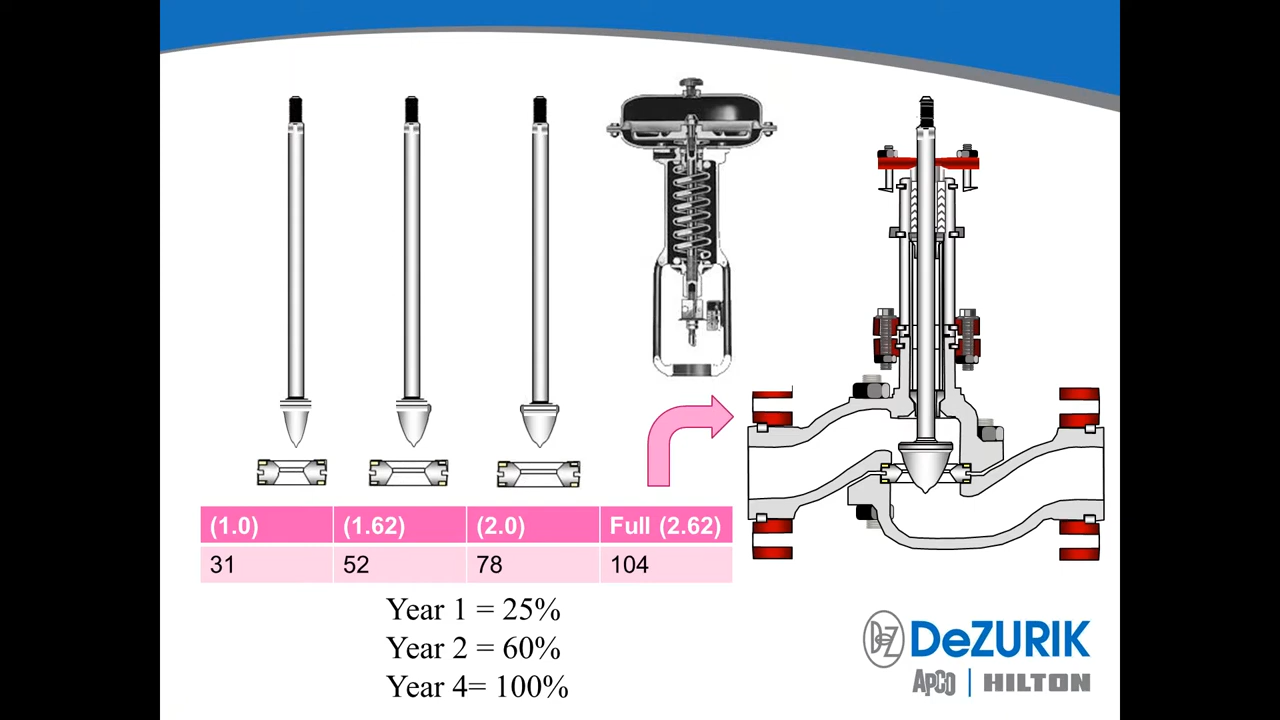 (1.0) (1.62) (2.0) Full (2.62)
31 52 78 104
Year 1 = 25%
Year 2 = 60%
Year 4= 100%
DeZ DeZURIK
APCO | HILTON